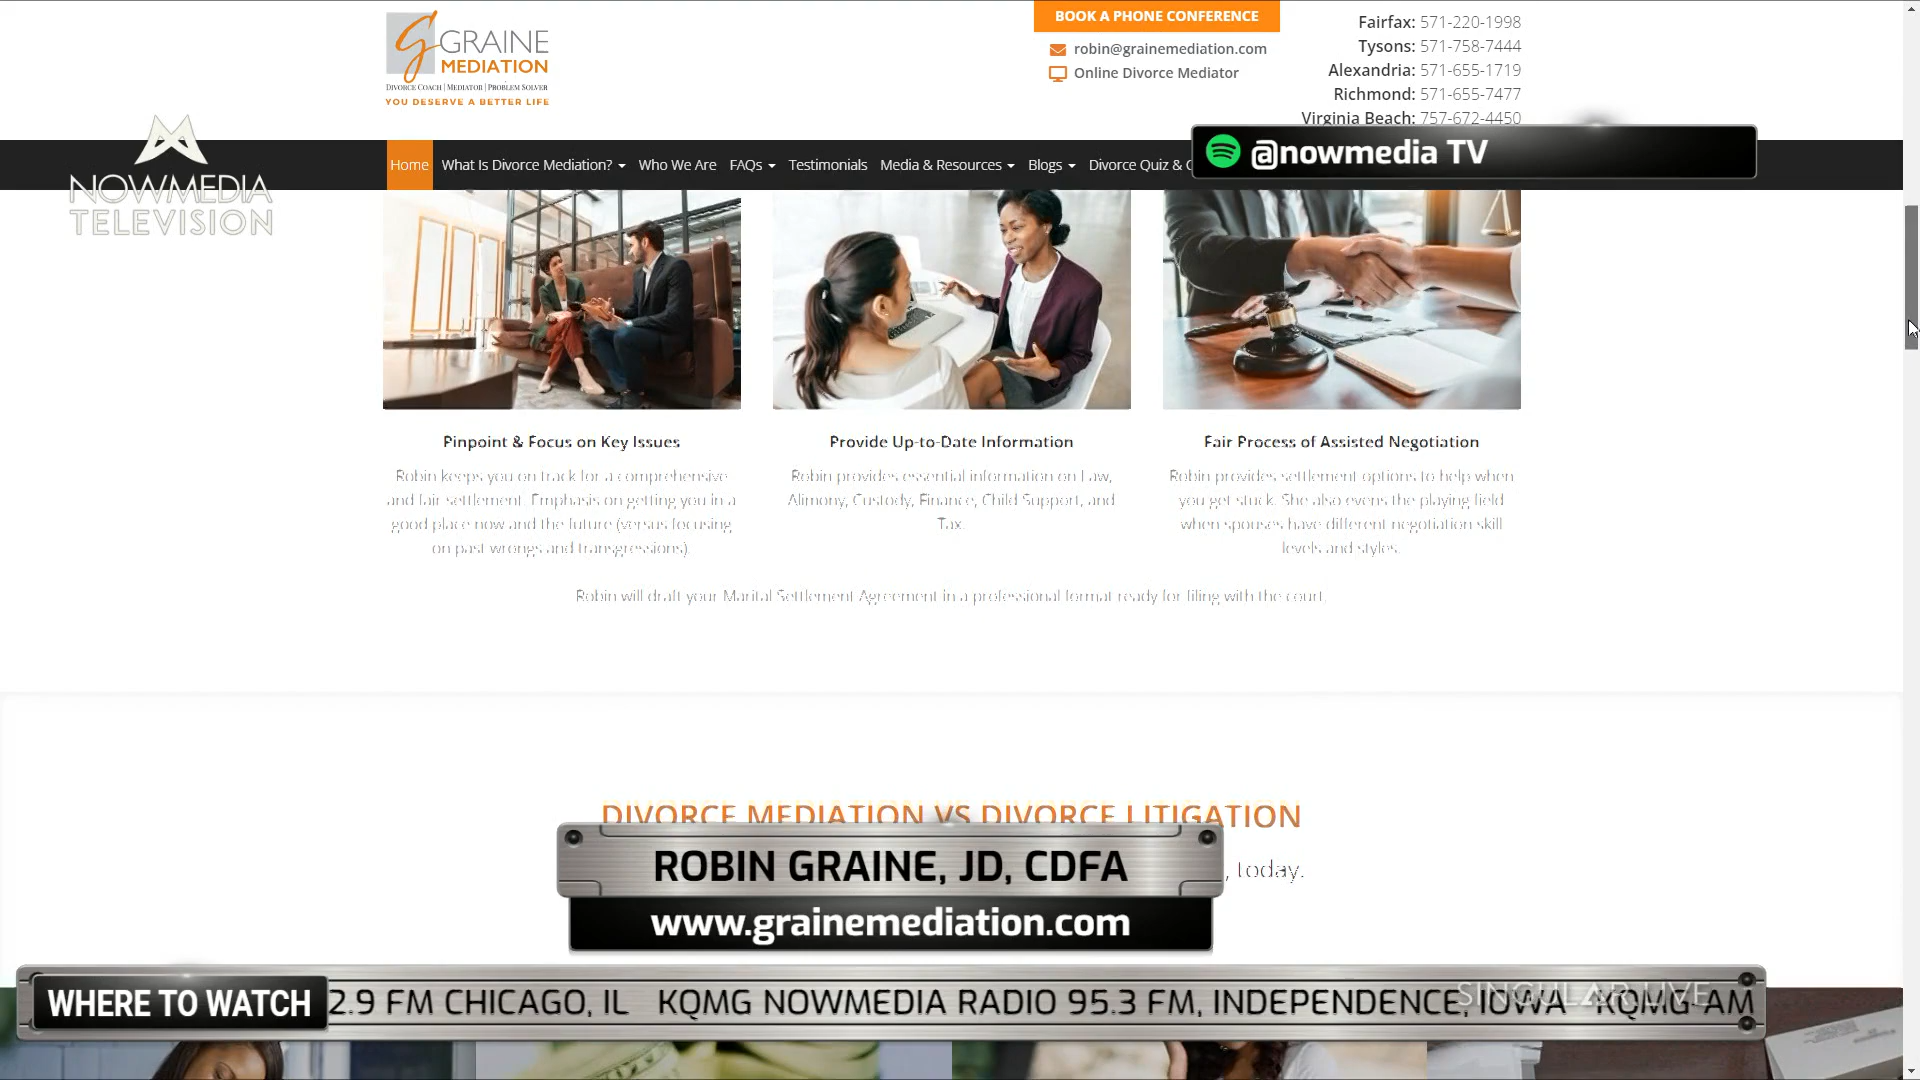 GRAINE
MEDIATION
DIVORCE COACH | MEDIATOR | PROBLEM SOLVER
YOU DESERVE A BETTER LIFE
BOOK A PHONE CONFERENCE
robin@grainemediation.com
Online Divorce Mediator
Fairfax: 571-220-1998
Tysons: 571-758-7444
Alexandria: 571-655-1719
Richmond: 571-655-7477
Virginia Beach: 757-672-4450
NOWMEDIA
TELEVISION
Home What Is Divorce Mediation? Who We Are FAQs Testimonials Media & Resources Blogs Divorce Quiz &
@nowmedia TV
Pinpoint & Focus on Key Issues
Robin keeps you on track for a comprehensive
and fair settlement. Emphasis on getting you in a
good place now and the future (versus focusing
on past wrongs and transgressions).
Provide Up-to-Date Information
Robin provides essential information on Law,
Alimony, Custody, Finance, Child Support, and
Tax.
Fair Process of Assisted Negotiation
Robin provides settlement options to help when
you get stuck. She also evens the playing field
when spouses have different negotiation skill
levels and styles.
Robin will draft your Marital Settlement Agreement in a professional format ready for filing with the court.
DIVORCE MEDIATION VS DIVORCE LITIGATION
, today.
ROBIN GRAINE, JD, CDFA
www.grainemediation.com
WHERE TO WATCH
2.9 FM CHICAGO, IL KQMG NOWMEDIA RADIO 95.3 FM, INDEPENDENCE, IOWA KQMG-AM
SINGULAR.LIVE